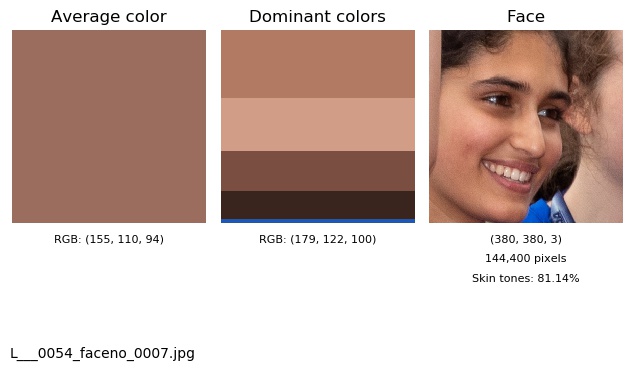 Average color
Dominant colors
Face
RGB: (155, 110, 94)
RGB: (179, 122, 100)
(380, 380, 3)
144,400 pixels
Skin tones: 81.14%
L___0054_faceno_0007.jpg